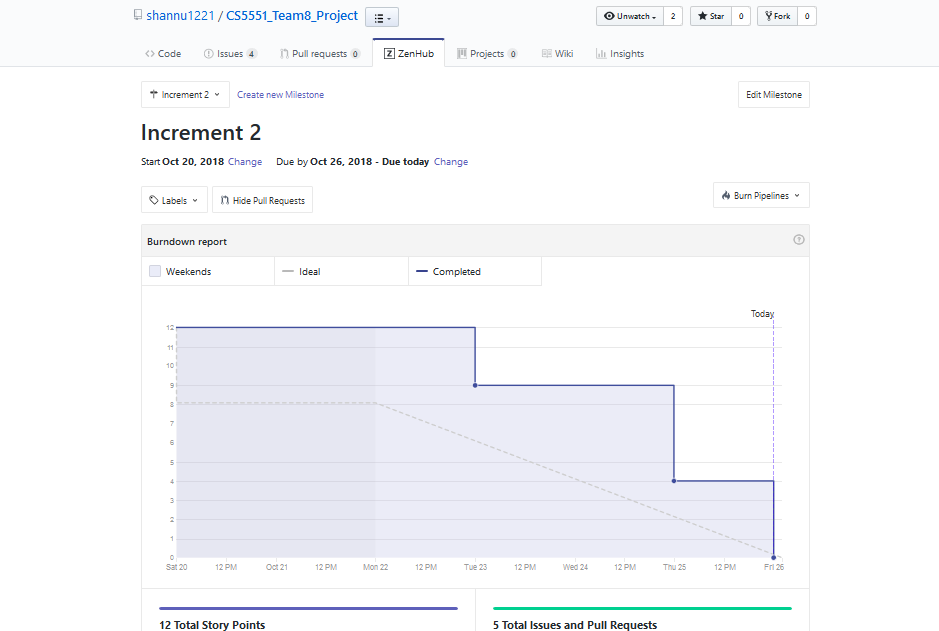 shannu1221 / CS5551_Team8_Project
Unwatch 2 Star 0 Fork 0
Code Issues 4 Pull requests 0 ZenHub Projects 0 Wiki Insights
Increment 2 Create new Milestone Edit Milestone
Increment 2
Start Oct 20, 2018 Change Due by Oct 26, 2018 - Due today Change
Labels Hide Pull Requests Burn Pipelines
Burndown report ?
Weekends Ideal Completed
Today
12
11
10
9
8
7
6
5
4
3
2
1
0
Sat 20 12 PM Oct 21 12 PM Mon 22 12 PM Tue 23 12 PM Wed 24 12 PM Thu 25 12 PM Fri 26
12 Total Story Points 5 Total Issues and Pull Requests